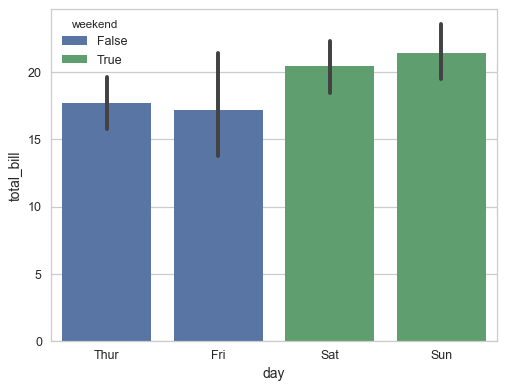 weekend
False
True
20
15
10
5
0
total_bill
Thur Fri Sat Sun
day